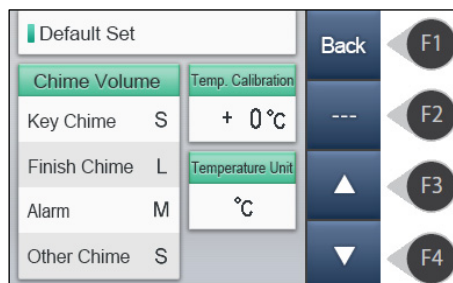 Default Set
Back
F1
Chime Volume
Temp. Calibration
Key Chime S
+ 0°C
---
F2
Finish Chime L
Temperature Unit
F3
Alarm M
°C
Other Chime S
F4